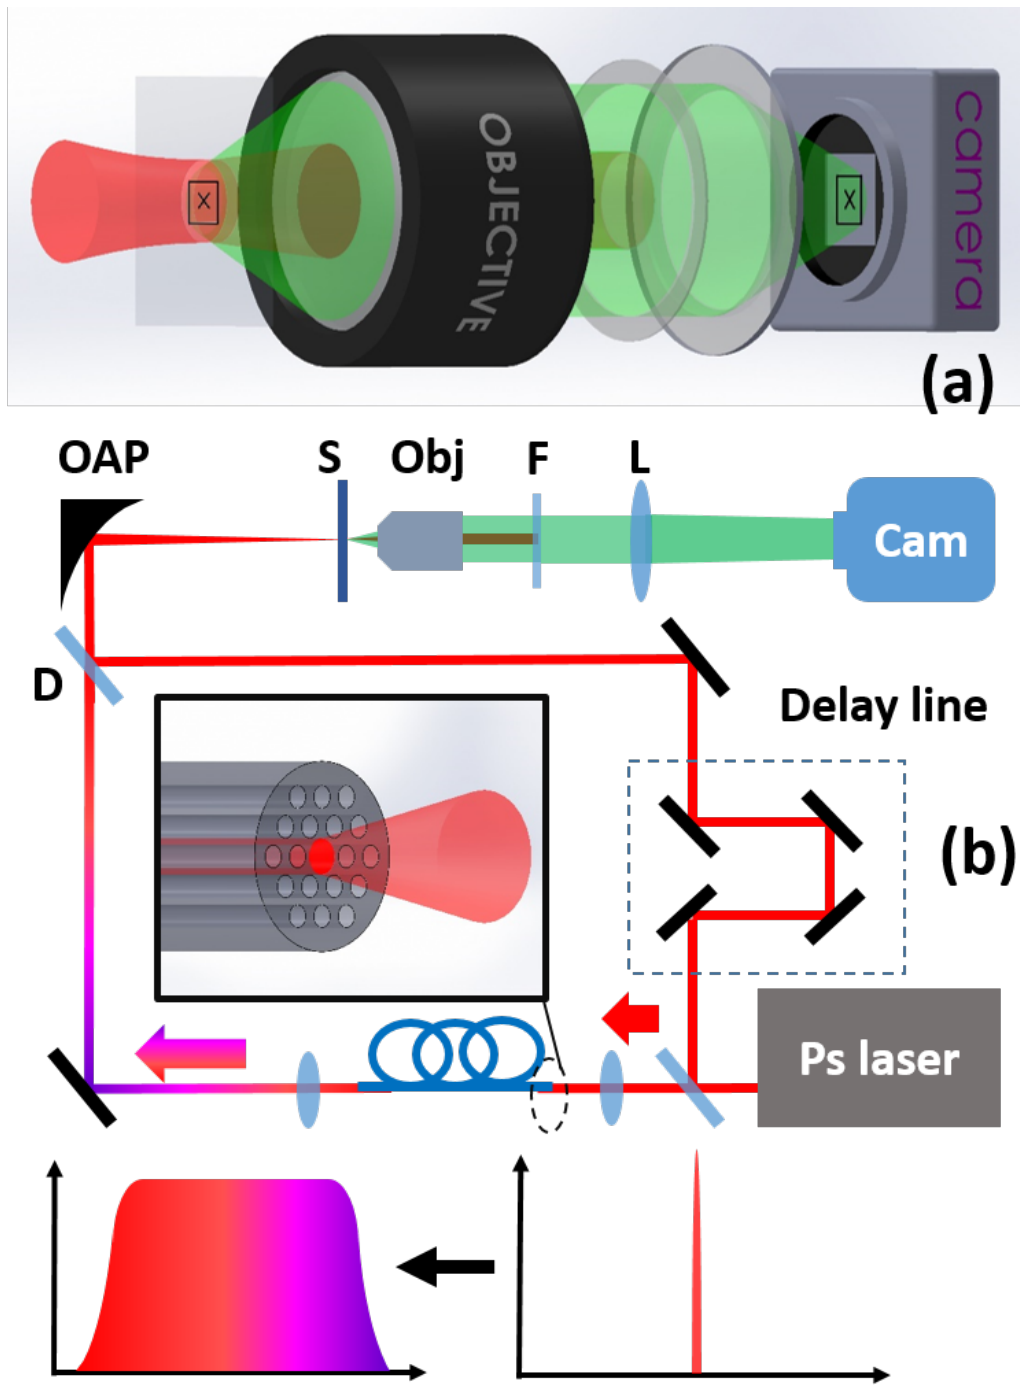 OBJECTIVE
camera
X
X
(a)
OAP
S
Obj
F
L
Cam
D
Delay line
(b)
Ps laser